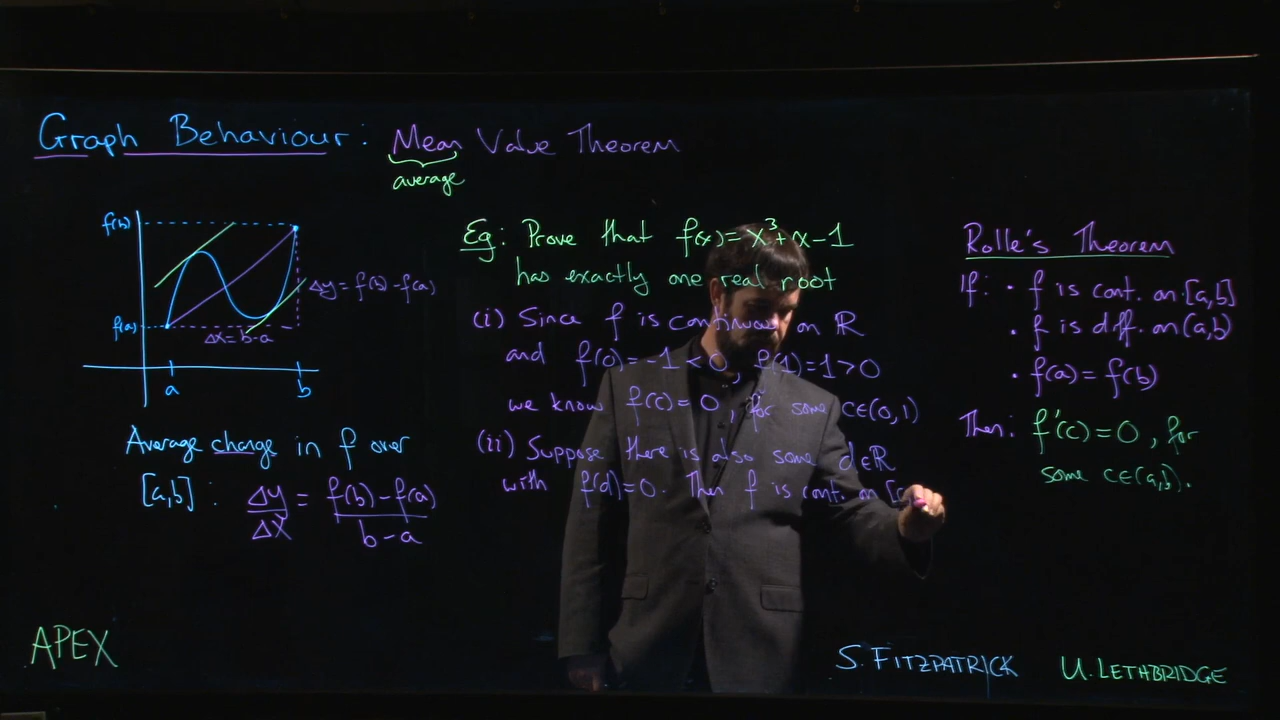 Graph Behaviour: Mean Value Theorem
average
f(b)
f(a)
Δy = f(b) - f(a)
Δx = b - a
a
b
Average change in f over
[a,b] : Δy/Δx = f(b) - f(a) / b - a
Eg: Prove that f(x) = x³ + x - 1
has exactly one real root
(i) Since f is continuous on ℝ
and f(0) = -1 < 0, f(1) = 1 > 0
we know f(c) = 0, for some c∈(0,1)
(ii) Suppose there is also some d∈ℝ
with f(d) = 0. Then f is cont. on [c
Rolle's Theorem
If: · f is cont. on [a,b]
· f is diff. on (a,b)
· f(a) = f(b)
Then: f'(c) = 0, for
some c∈(a,b).
APEX
S. FITZPATRICK
U. LETHBRIDGE